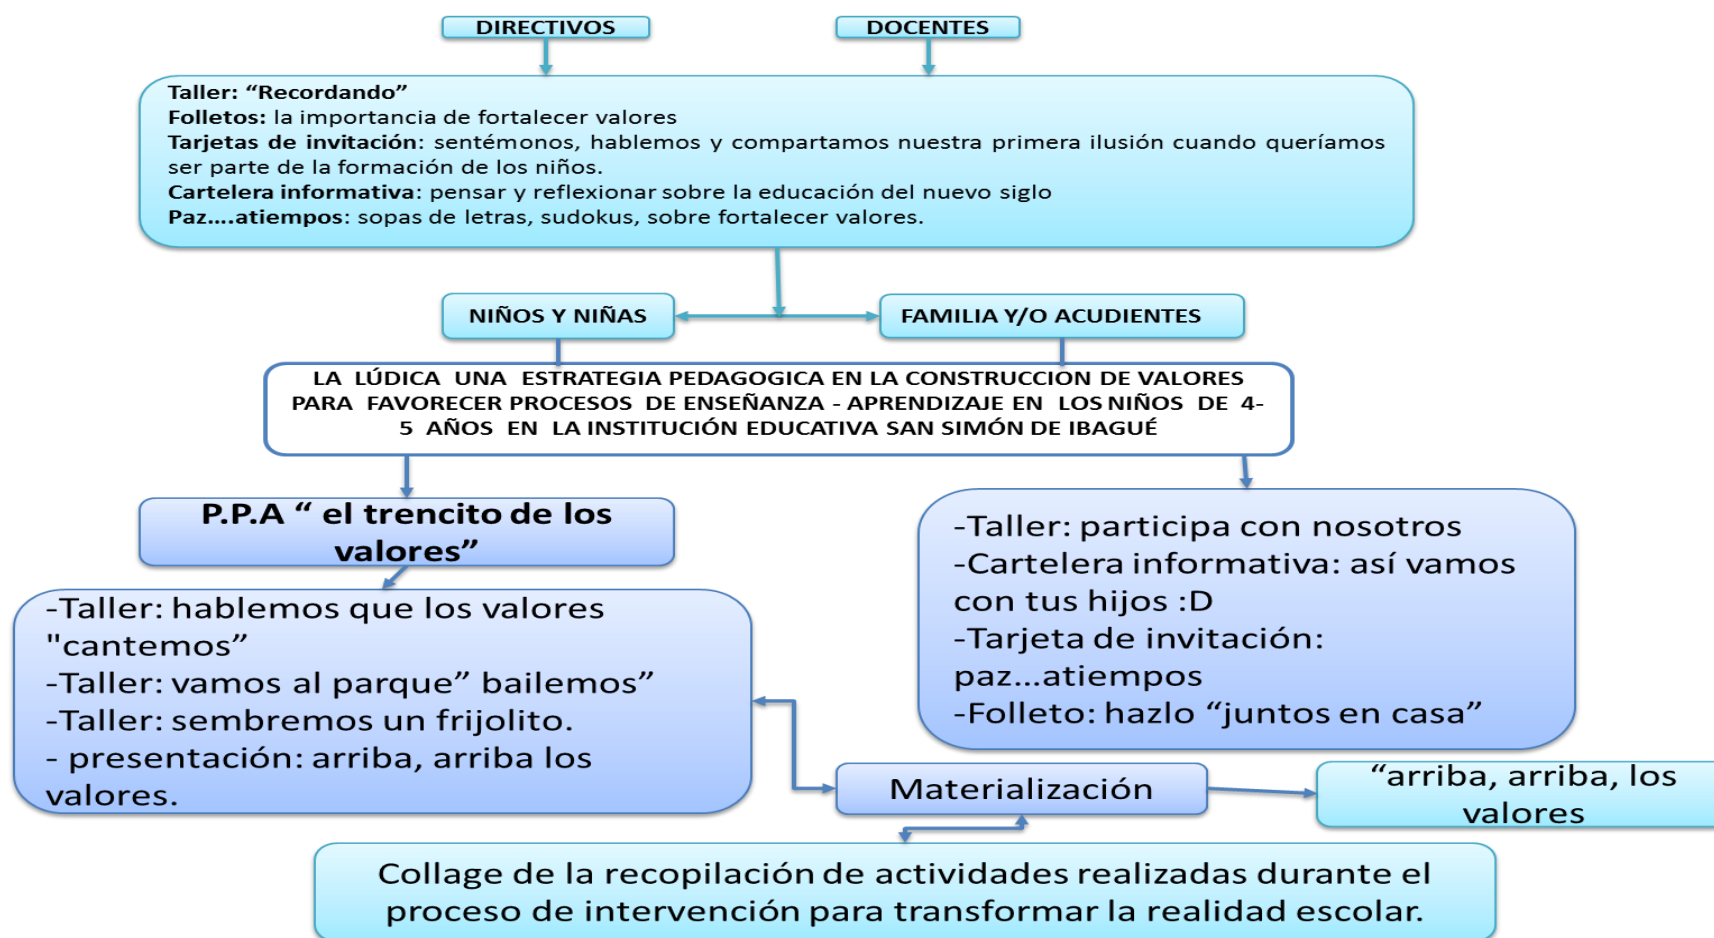 DIRECTIVOS
DOCENTES
Taller: “Recordando”
Folletos: la importancia de fortalecer valores
Tarjetas de invitación: sentémonos, hablemos y compartamos nuestra primera ilusión cuando queríamos
ser parte de la formación de los niños.
Cartelera informativa: pensar y reflexionar sobre la educación del nuevo siglo
Paz....atiempos: sopas de letras, sudokus, sobre fortalecer valores.
NIÑOS Y NIÑAS
FAMILIA Y/O ACUDIENTES
LA LÚDICA UNA ESTRATEGIA PEDAGOGICA EN LA CONSTRUCCION DE VALORES
PARA FAVORECER PROCESOS DE ENSEÑANZA - APRENDIZAJE EN LOS NIÑOS DE 4-
5 AÑOS EN LA INSTITUCIÓN EDUCATIVA SAN SIMÓN DE IBAGUÉ
P.P.A “ el trencito de los
valores”
-Taller: hablemos que los valores
"cantemos”
-Taller: vamos al parque” bailemos”
-Taller: sembremos un frijolito.
- presentación: arriba, arriba los
valores.
-Taller: participa con nosotros
-Cartelera informativa: así vamos
con tus hijos :D
-Tarjeta de invitación:
paz...atiempos
-Folleto: hazlo “juntos en casa”
Materialización
“arriba, arriba, los
valores
Collage de la recopilación de actividades realizadas durante el
proceso de intervención para transformar la realidad escolar.